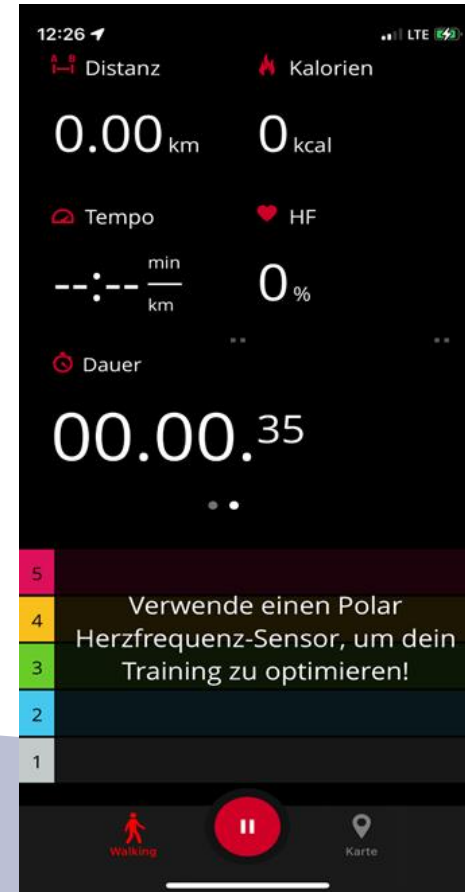 12:26
LTE
A B
Distanz
Kalorien
0.00 km
0 kcal
Tempo
HF
--:-- min
km
0 %
Dauer
00.00.35
5
4
3
2
1
Verwende einen Polar
Herzfrequenz-Sensor, um dein
Training zu optimieren!
Walking
Karte